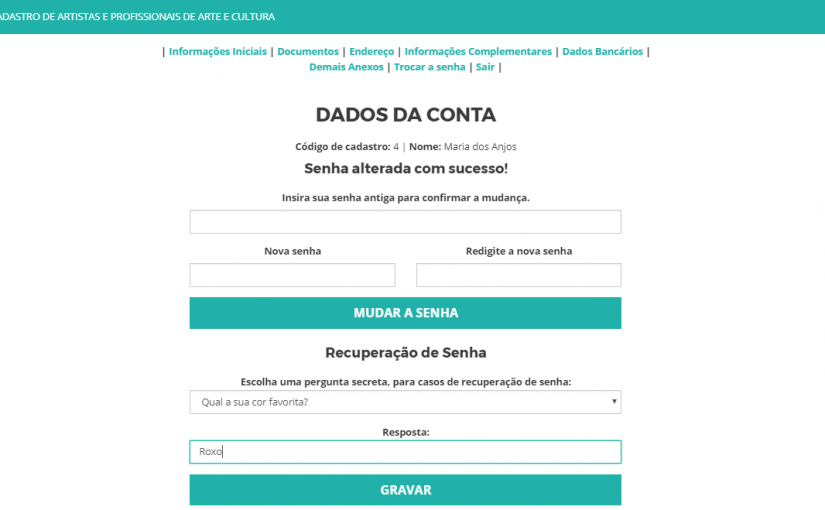 ADASTRO DE ARTISTAS E PROFISSIONAIS DE ARTE E CULTURA
| Informações Iniciais | Documentos | Endereço | Informações Complementares | Dados Bancários |
Demais Anexos | Trocar a senha | Sair |
DADOS DA CONTA
Código de cadastro: 4 | Nome: Maria dos Anjos
Senha alterada com sucesso!
Insira sua senha antiga para confirmar a mudança.
Nova senha Redigite a nova senha
MUDAR A SENHA
Recuperação de Senha
Escolha uma pergunta secreta, para casos de recuperação de senha:
Qual a sua cor favorita?
Resposta:
Roxo
GRAVAR